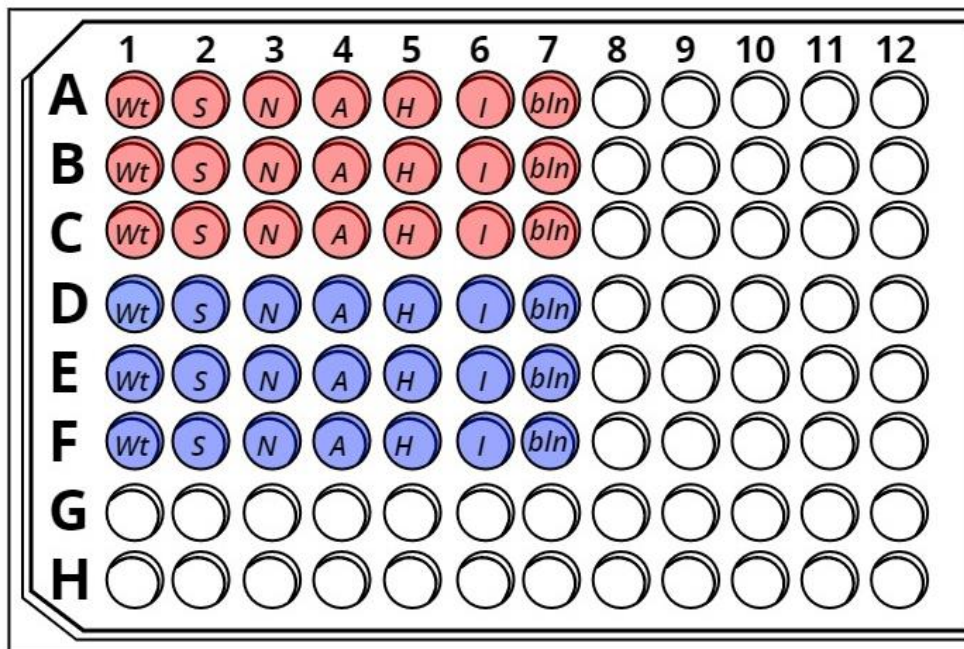 1 2 3 4 5 6 7 8 9 10 11 12
A Wt S N A H I bln
B Wt S N A H I bln
C Wt S N A H I bln
D Wt S N A H I bln
E Wt S N A H I bln
F Wt S N A H I bln
G
H